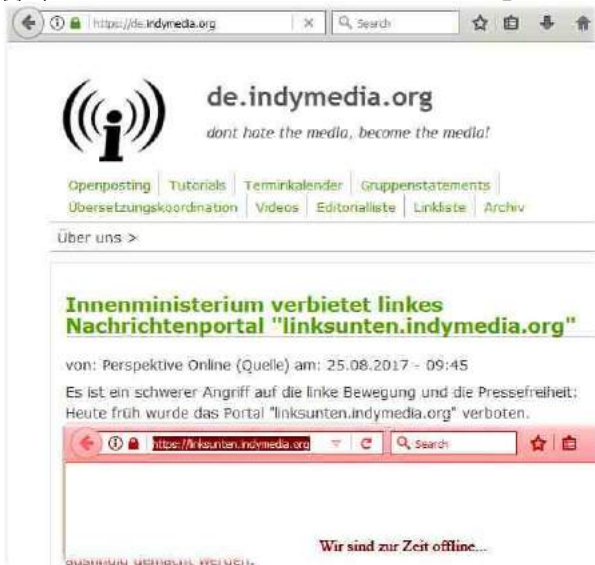 https://de.indymedia.org
Search
de.indymedia.org
dont hate the media, become the media!
Openposting Tutorials Terminkalender Gruppenstatements
Übersetzungskoordination Videos Editorialliste Linkliste Archiv
Über uns >
Innenministerium verbietet linkes
Nachrichtenportal "linksunten.indymedia.org"
von: Perspektive Online (Quelle) am: 25.08.2017 - 09:45
Es ist ein schwerer Angriff auf die linke Bewegung und die Pressefreiheit:
Heute früh wurde das Portal "linksunten.indymedia.org" verboten.
https://linksunten.indymedia.org
Search
Wir sind zur Zeit offline...
gemacht werden.